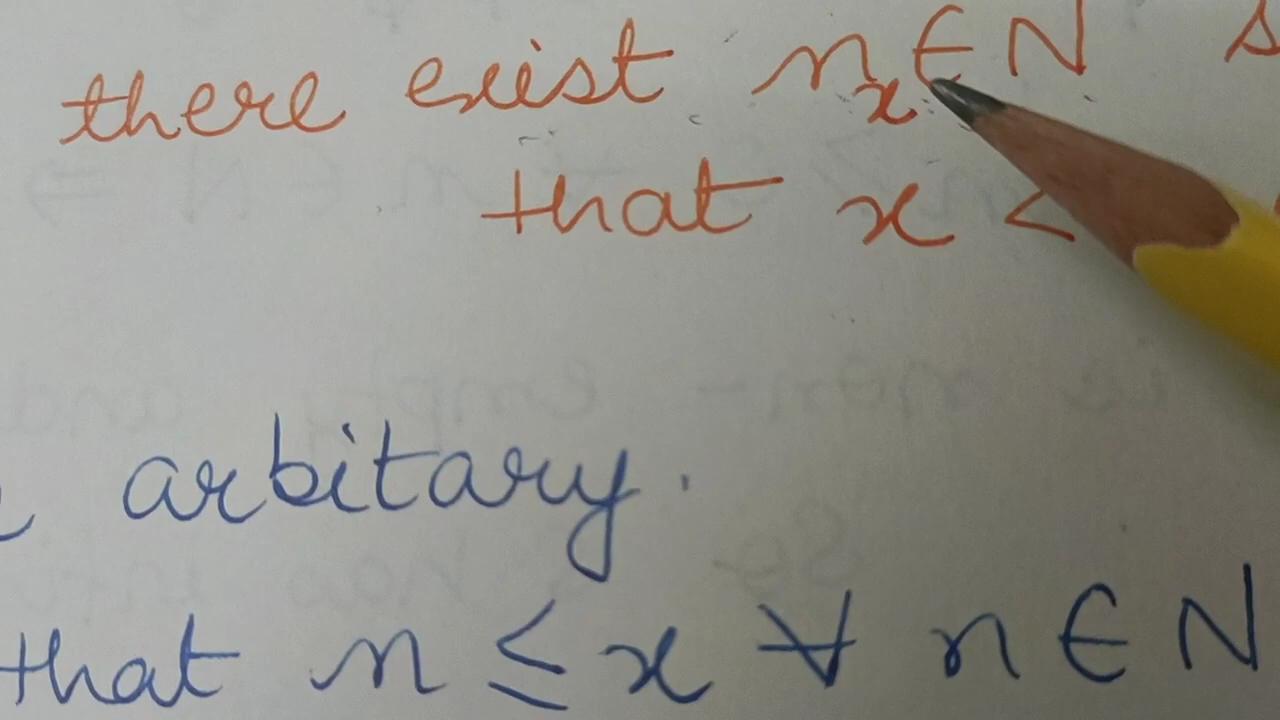 there exist nₓ ∈ N
that x <
arbitary.
that n ≤ x ∀ n ∈ N